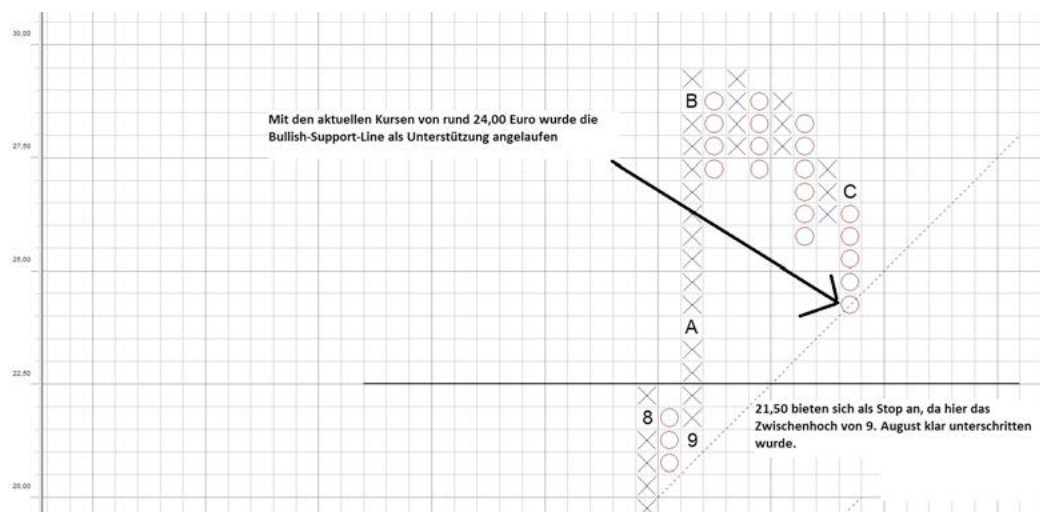 30,00
B
Mit den aktuellen Kursen von rund 24,00 Euro wurde die
Bullish-Support-Line als Unterstützung angelaufen
27,50
C
25,00
A
22,50
21,50 bieten sich als Stop an, da hier das
Zwischenhoch von 9. August klar unterschritten
wurde.
8
9
20,00